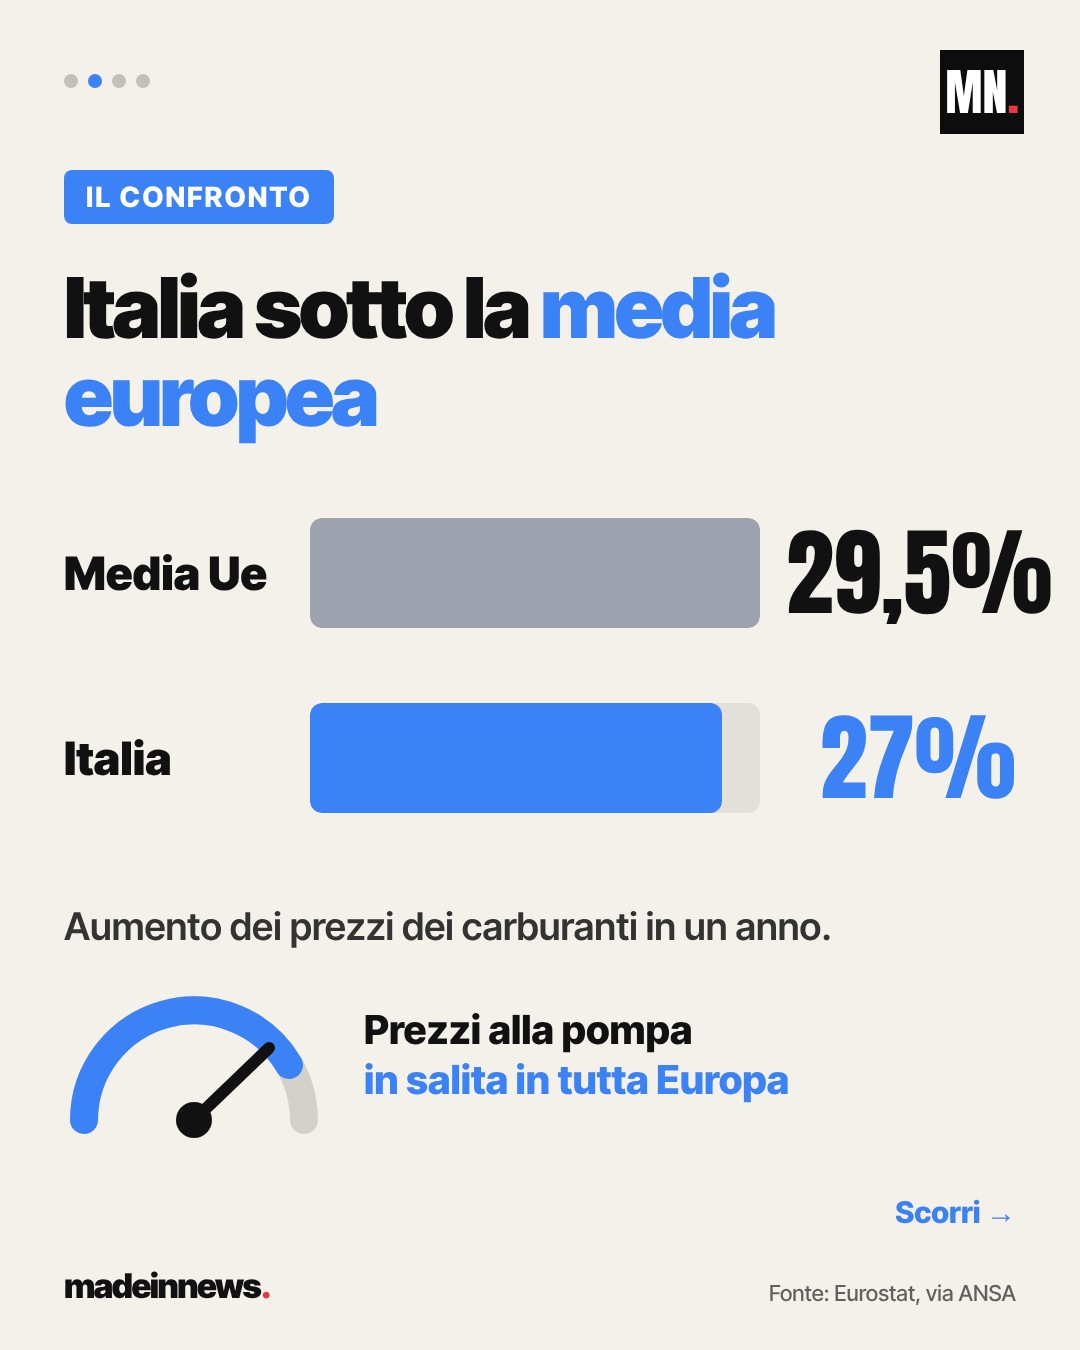 MN.
IL CONFRONTO
Italia sotto la media
europea
Media Ue
29,5%
Italia
27%
Aumento dei prezzi dei carburanti in un anno.
Prezzi alla pompa
in salita in tutta Europa
Scorri →
madeinnews.
Fonte: Eurostat, via ANSA